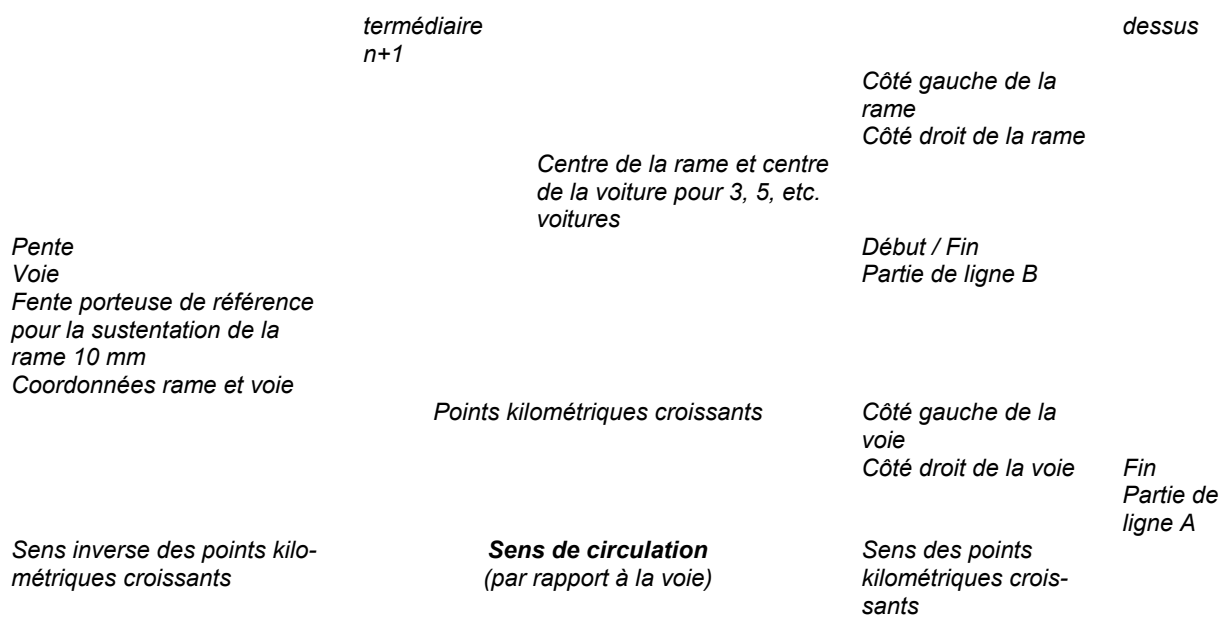 termédiaire
n+1
dessus
Côté gauche de la
rame
Côté droit de la rame
Centre de la rame et centre
de la voiture pour 3, 5, etc.
voitures
Pente
Voie
Fente porteuse de référence
pour la sustentation de la
rame 10 mm
Coordonnées rame et voie
Début / Fin
Partie de ligne B
Points kilométriques croissants
Côté gauche de la
voie
Côté droit de la voie
Fin
Partie de
ligne A
Sens inverse des points kilo-
métriques croissants
Sens de circulation
(par rapport à la voie)
Sens des points
kilométriques crois-
sants